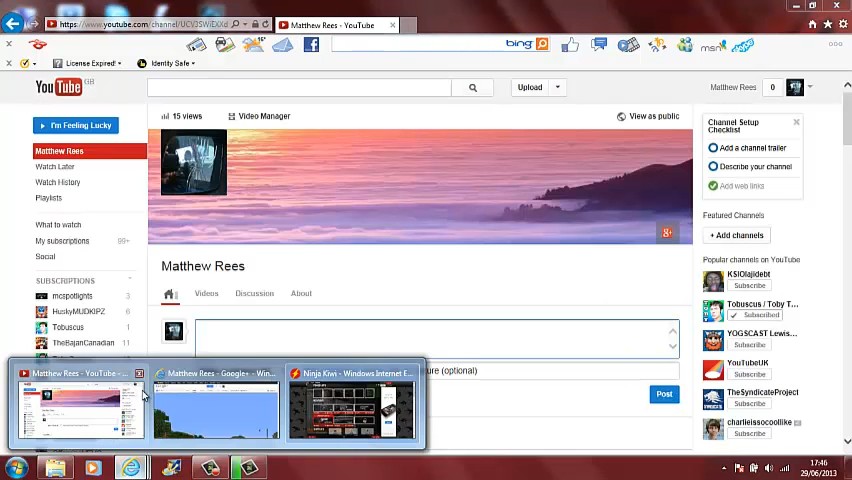 https://www.youtube.com/channel/UCVJSWEXXd
Matthew Rees - YouTube
bing
msn
License Expired!
Identity Safe
YouTube GB
Upload
Matthew Rees
0
I'm Feeling Lucky
Matthew Rees
Watch Later
Watch History
Playlists
What to watch
My subscriptions 99+
Social
SUBSCRIPTIONS
mcspotlights 3
HuskyMUDKIPZ 6
Tobuscus 1
TheBajanCanadian 11
15 views
Video Manager
View as public
g+
Matthew Rees
Videos
Discussion
About
(optional)
Post
Channel Setup
Checklist
Add a channel trailer
Describe your channel
Add web links
Featured Channels
+ Add channels
Popular channels on YouTube
KSIOlajidebt
Subscribe
Tobuscus / Toby T...
Subscribed
YOGSCAST Lewis...
Subscribe
YouTubeUK
Subscribe
TheSyndicateProject
Subscribe
charlieissocoollike
Subscribe
Matthew Rees - YouTube - ...
Matthew Rees - Google+ - Win...
Ninja Kiwi - Windows Internet E...
17:46
29/06/2013